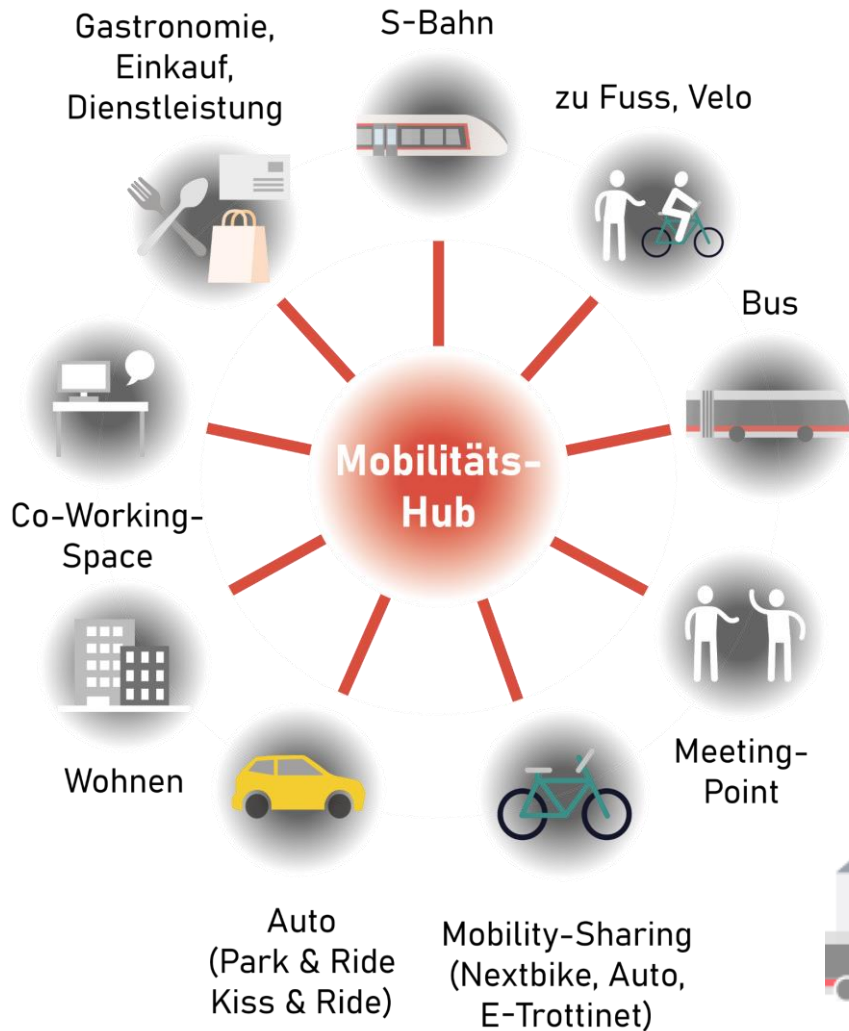 Gastronomie,
Einkauf,
Dienstleistung
S-Bahn
zu Fuss, Velo
Bus
Mobilitäts-
Hub
Co-Working-
Space
Meeting-
Point
Wohnen
Auto
(Park & Ride
Kiss & Ride)
Mobility-Sharing
(Nextbike, Auto,
E-Trottinet)